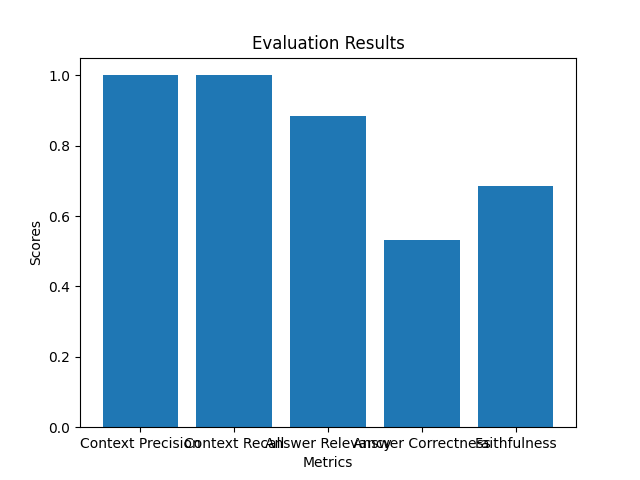 Evaluation Results
1.0
0.8
0.6
0.4
0.2
0.0
Scores
Context Precision Context Recall Answer Relevancy Answer Correctness Faithfulness
Metrics